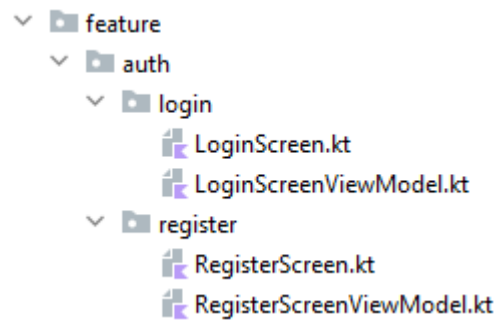 feature
auth
login
LoginScreen.kt
LoginScreenViewModel.kt
register
RegisterScreen.kt
RegisterScreenViewModel.kt